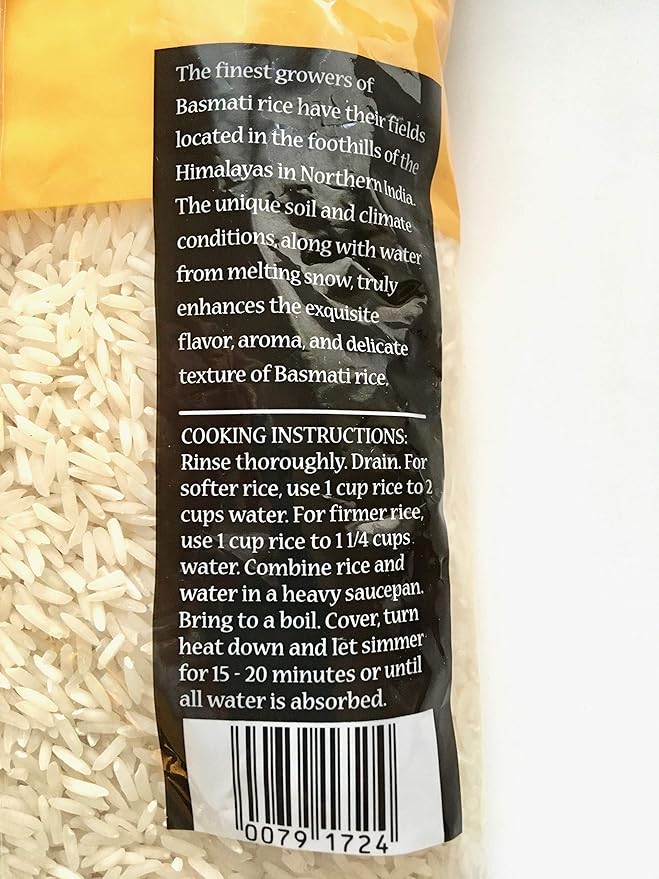 The finest growers of
Basmati rice have their fields
located in the foothills of the
Himalayas in Northern India.
The unique soil and climate
conditions, along with water
from melting snow, truly
enhances the exquisite
flavor, aroma, and delicate
texture of Basmati rice.
COOKING INSTRUCTIONS:
Rinse thoroughly. Drain. For
softer rice, use 1 cup rice to 2
cups water. For firmer rice,
use 1 cup rice to 1 1/4 cups
water. Combine rice and
water in a heavy saucepan.
Bring to a boil. Cover, turn
heat down and let simmer
for 15 - 20 minutes or until
all water is absorbed.
0079 1724